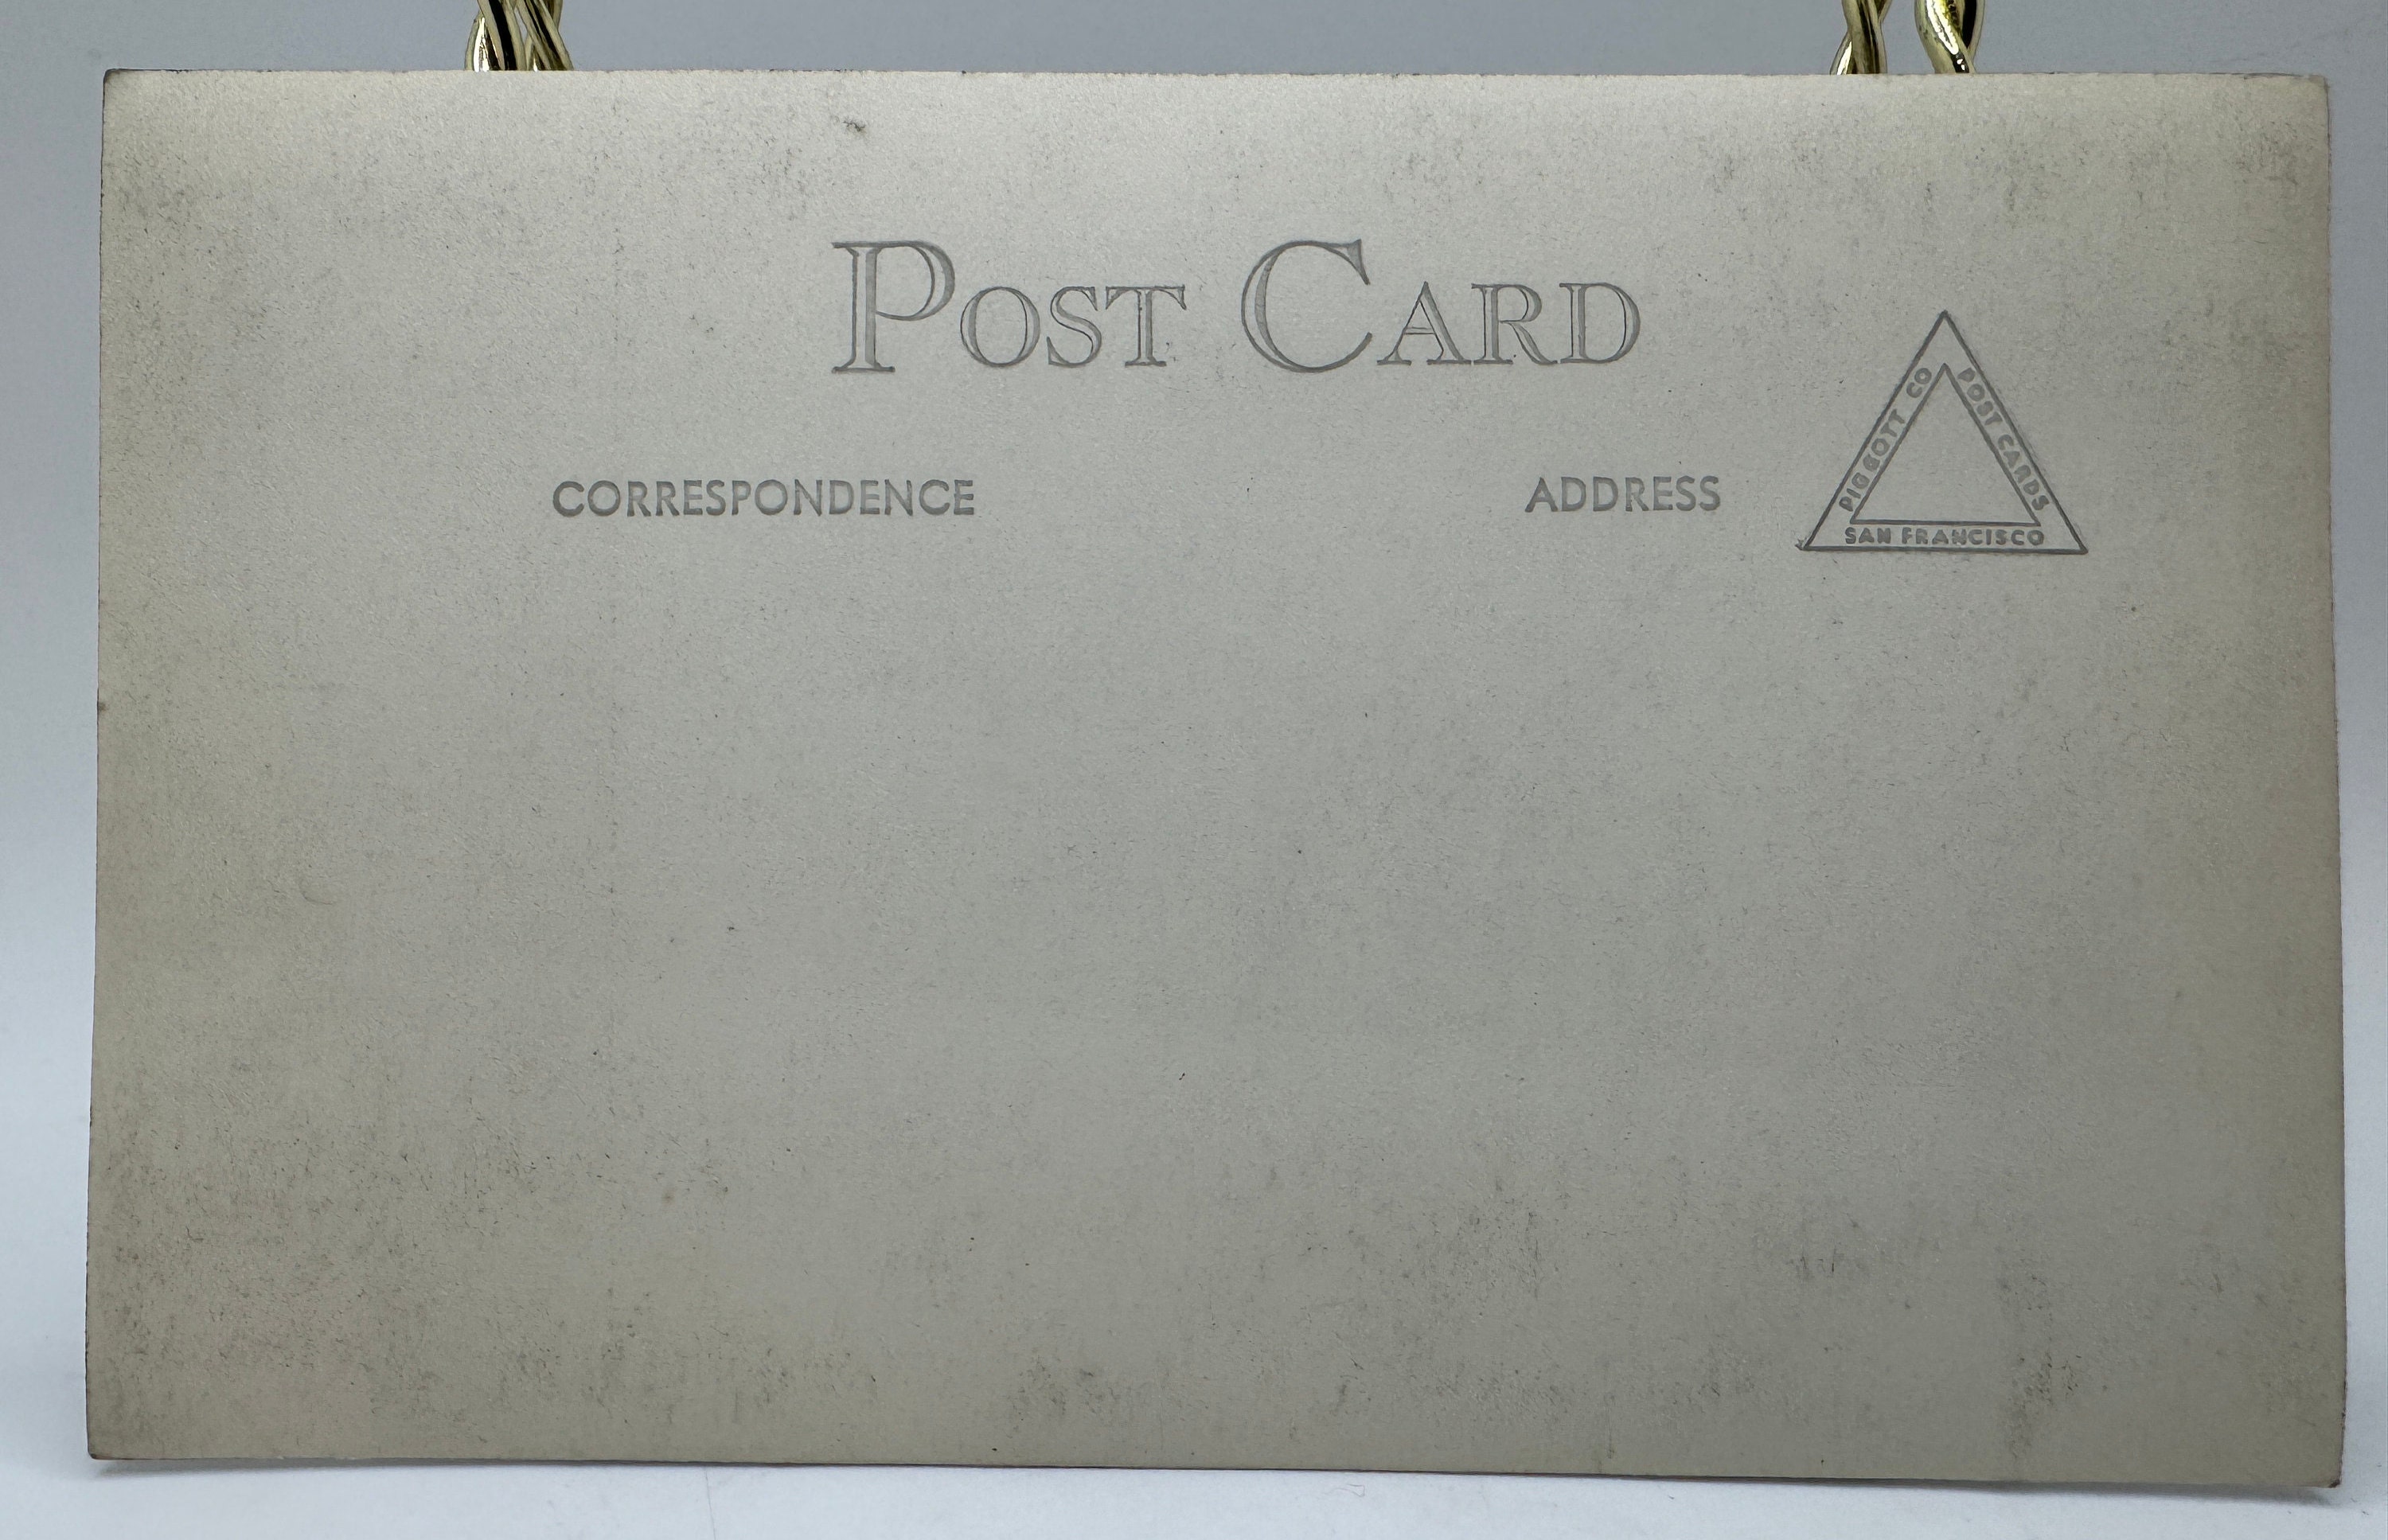 POST CARD
CORRESPONDENCE
ADDRESS
PIGGOTT CO
POST CARDS
SAN FRANCISCO